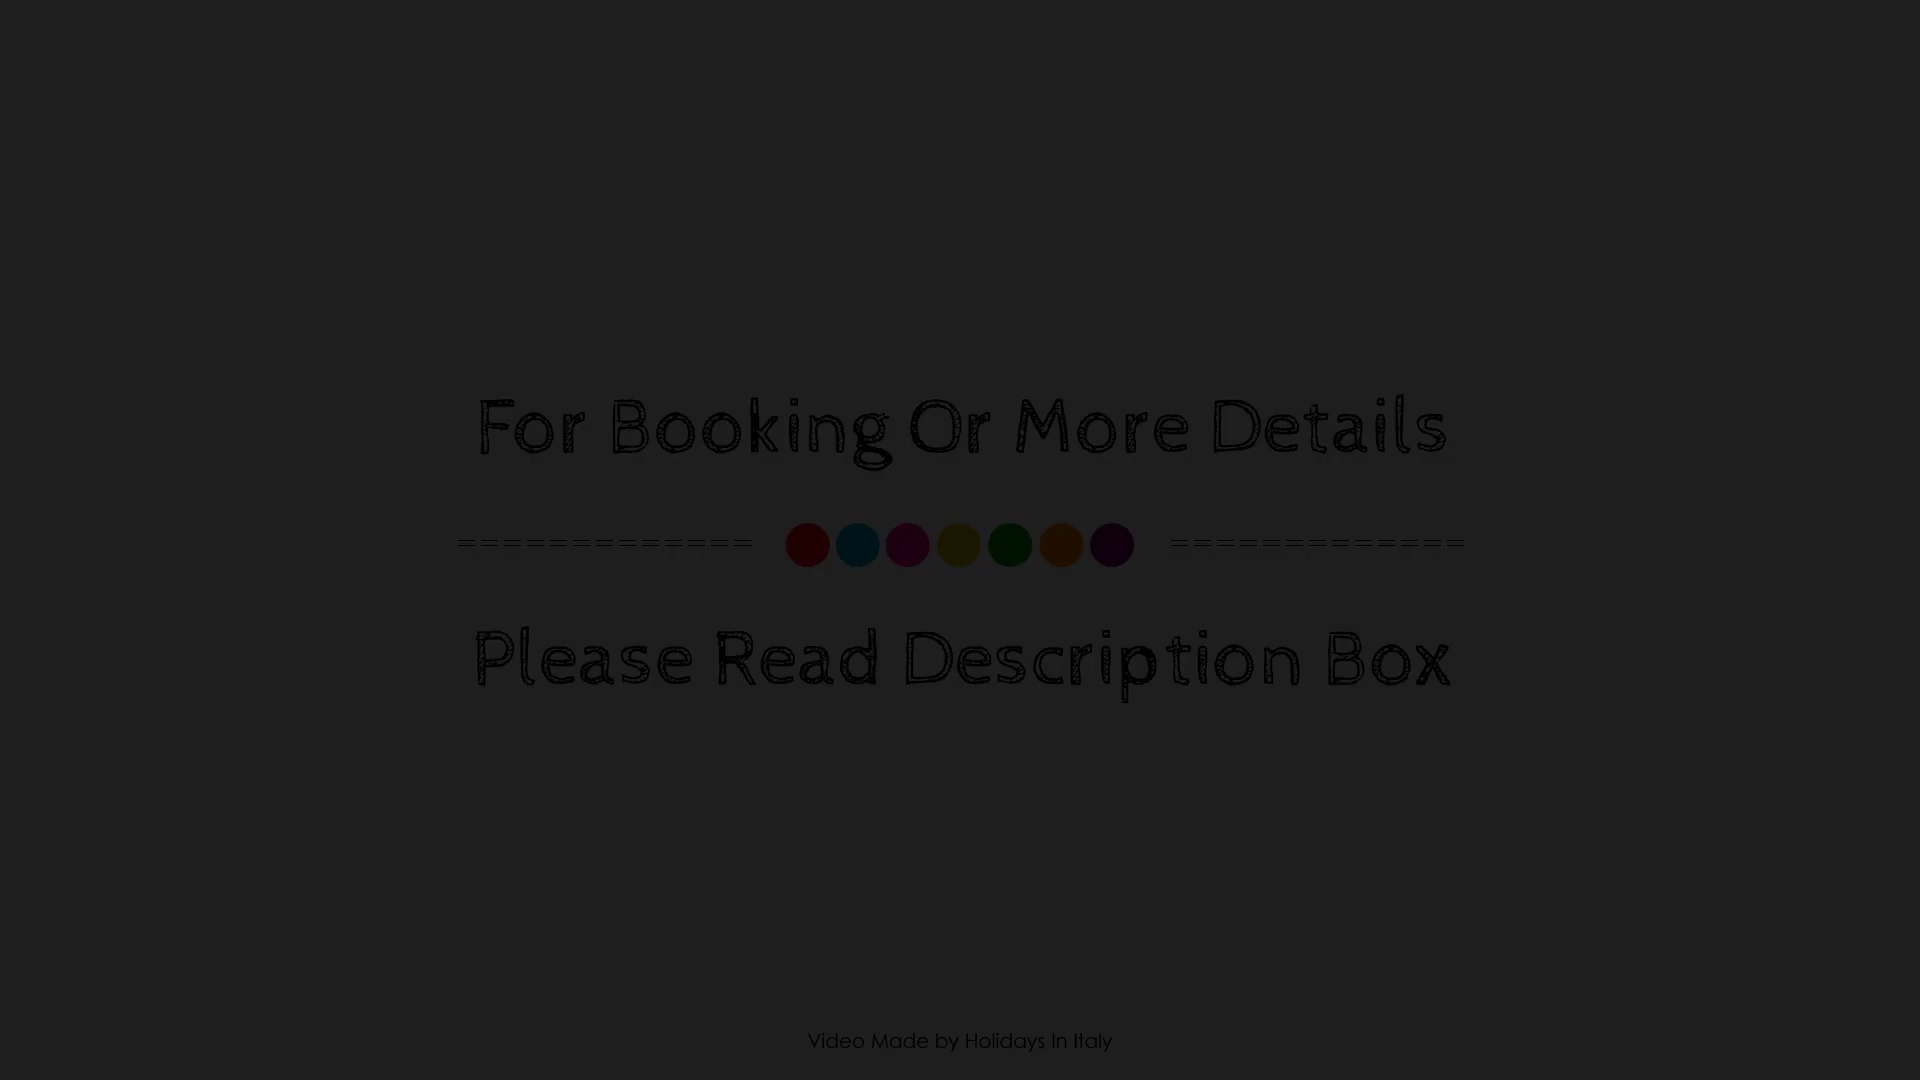 For Booking Or More Details
============= =============
Please Read Description Box
Video Made by Holidays In Italy